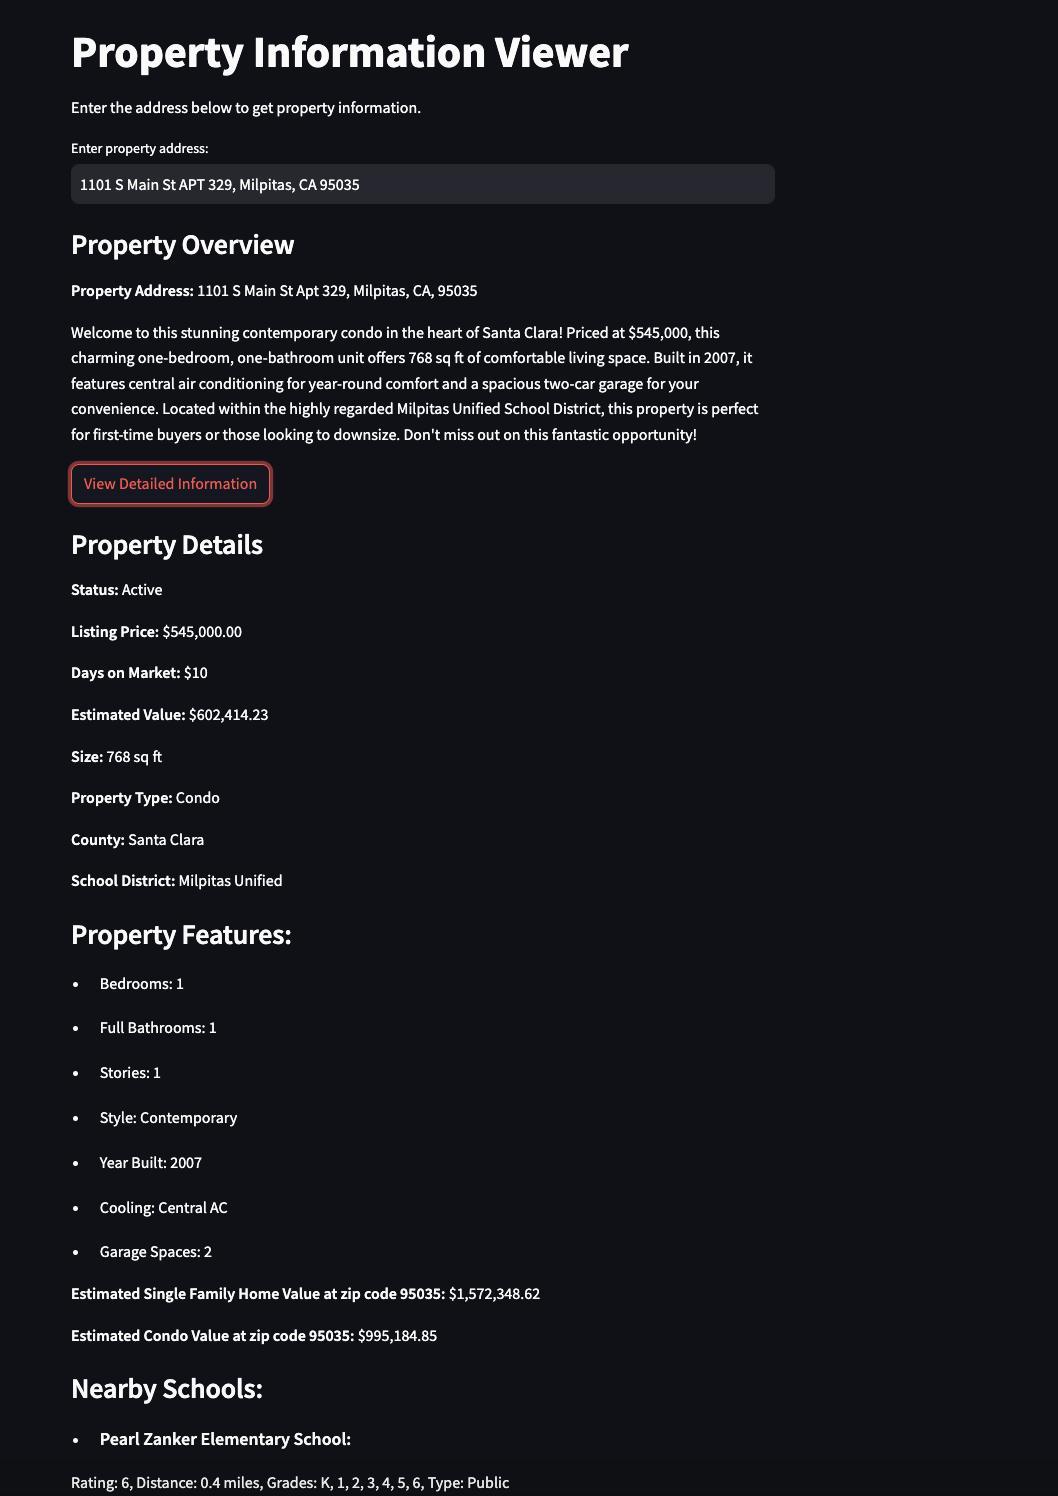 Property Information Viewer
Enter the address below to get property information.
Enter property address:
1101 S Main St APT 329, Milpitas, CA 95035
Property Overview
Property Address: 1101 S Main St Apt 329, Milpitas, CA, 95035
Welcome to this stunning contemporary condo in the heart of Santa Clara! Priced at $545,000, this
charming one-bedroom, one-bathroom unit offers 768 sq ft of comfortable living space. Built in 2007, it
features central air conditioning for year-round comfort and a spacious two-car garage for your
convenience. Located within the highly regarded Milpitas Unified School District, this property is perfect
for first-time buyers or those looking to downsize. Don't miss out on this fantastic opportunity!
View Detailed Information
Property Details
Status: Active
Listing Price: $545,000.00
Days on Market: $10
Estimated Value: $602,414.23
Size: 768 sq ft
Property Type: Condo
County: Santa Clara
School District: Milpitas Unified
Property Features:
• Bedrooms: 1
• Full Bathrooms: 1
• Stories: 1
• Style: Contemporary
• Year Built: 2007
• Cooling: Central AC
• Garage Spaces: 2
Estimated Single Family Home Value at zip code 95035: $1,572,348.62
Estimated Condo Value at zip code 95035: $995,184.85
Nearby Schools:
• Pearl Zanker Elementary School:
Rating: 6, Distance: 0.4 miles, Grades: K, 1, 2, 3, 4, 5, 6, Type: Public